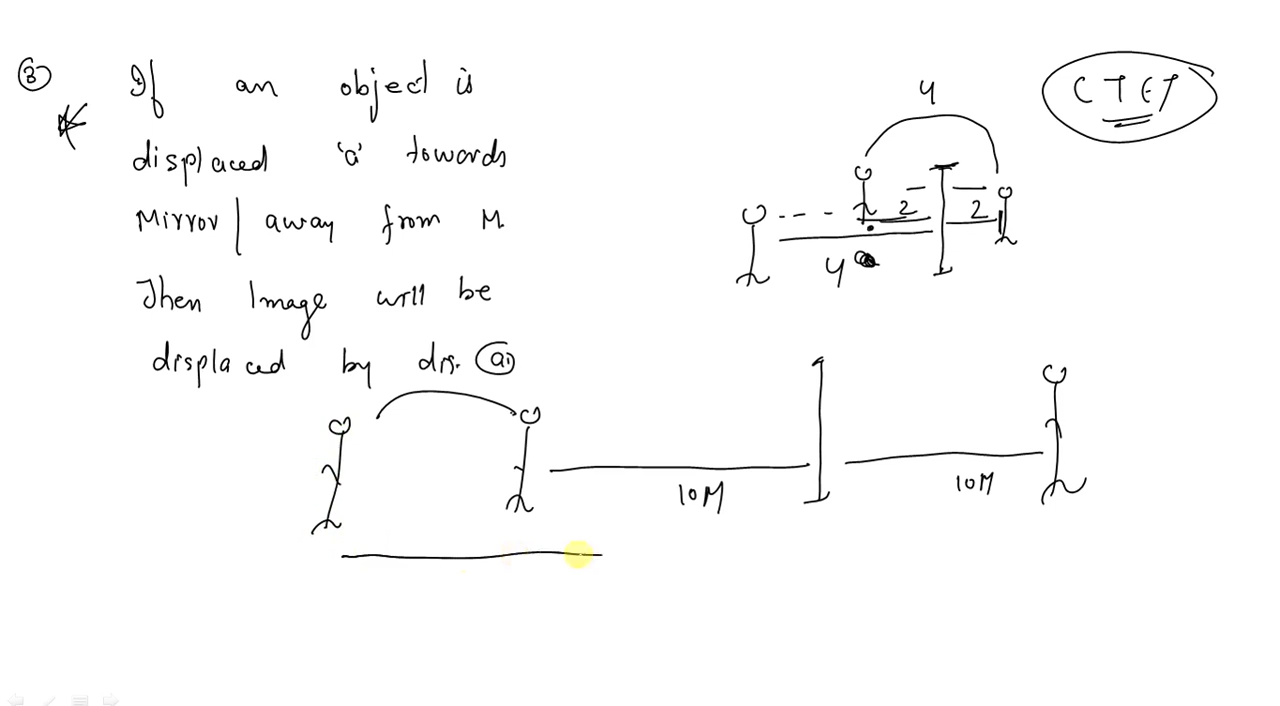 3
If an object is
displaced 'a' towards
Mirror | away from M.
Then Image will be
displaced by dis. a
CTET
4
2 2
4
10M 10M